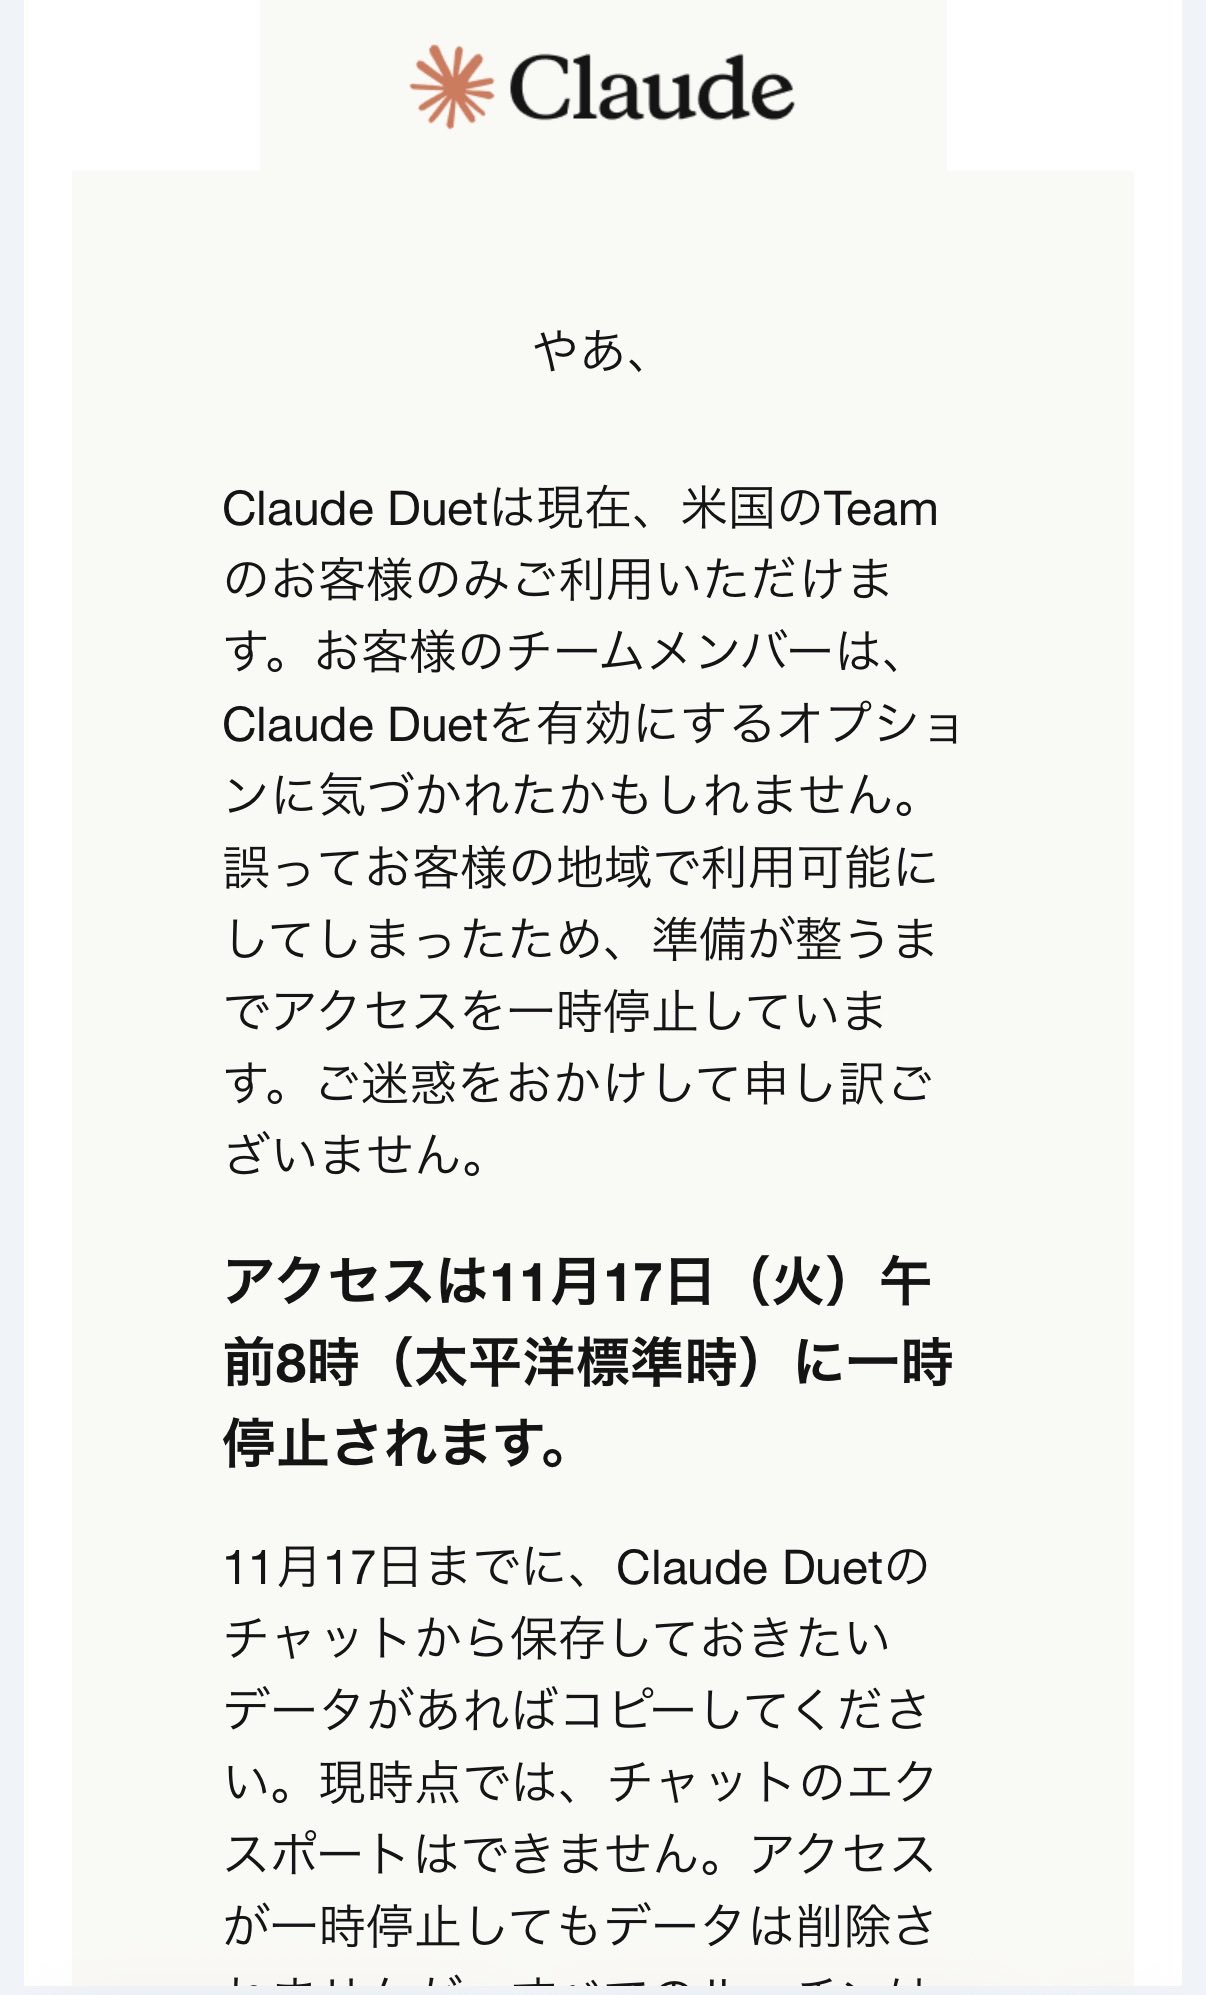 Claude
やあ、
Claude Duetは現在、米国のTeam
のお客様のみご利用いただけま
す。お客様のチームメンバーは、
Claude Duetを有効にするオプショ
ンに気づかれたかもしれません。
誤ってお客様の地域で利用可能に
してしまったため、準備が整うま
でアクセスを一時停止していま
す。ご迷惑をおかけして申し訳ご
ざいません。
アクセスは11月17日（火）午
前8時（太平洋標準時）に一時
停止されます。
11月17日までに、Claude Duetの
チャットから保存しておきたい
データがあればコピーしてくださ
い。現時点では、チャットのエク
スポートはできません。アクセス
が一時停止してもデータは削除さ